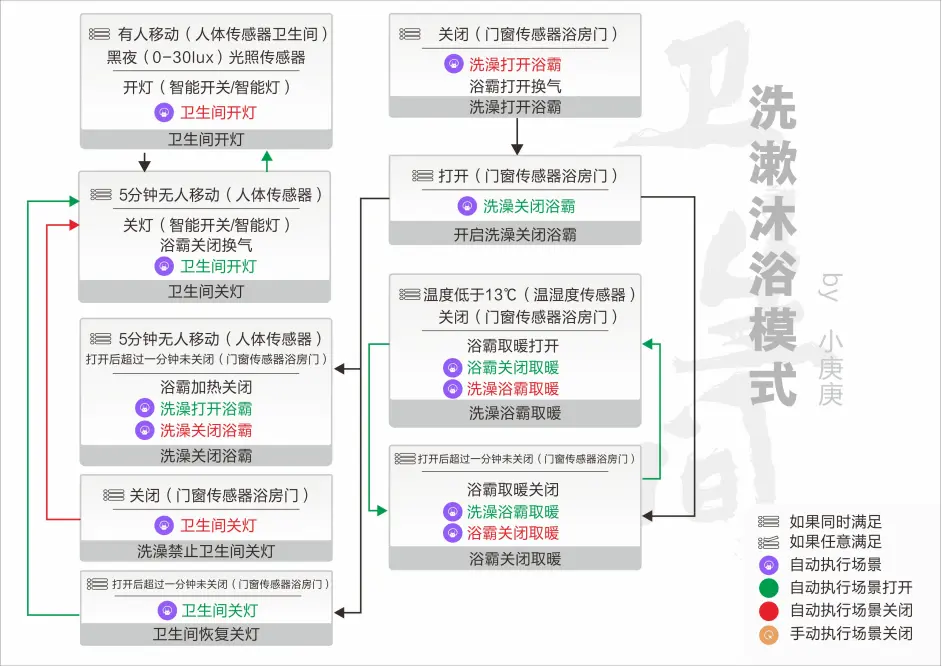 有人移动（人体传感器卫生间）
黑夜（0-30lux）光照传感器
开灯（智能开关/智能灯）
卫生间开灯
卫生间开灯
5分钟无人移动（人体传感器）
关灯（智能开关/智能灯）
浴霸关闭换气
卫生间开灯
卫生间关灯
5分钟无人移动（人体传感器）
打开后超过一分钟未关闭（门窗传感器浴房门）
浴霸加热关闭
洗澡打开浴霸
洗澡关闭浴霸
洗澡关闭浴霸
关闭（门窗传感器浴房门）
卫生间关灯
洗澡禁止卫生间关灯
打开后超过一分钟未关闭（门窗传感器浴房门）
卫生间关灯
卫生间恢复关灯
关闭（门窗传感器浴房门）
洗澡打开浴霸
浴霸打开换气
洗澡打开浴霸
打开（门窗传感器浴房门）
洗澡关闭浴霸
开启洗澡关闭浴霸
温度低于13℃（温湿度传感器）
关闭（门窗传感器浴房门）
浴霸取暖打开
浴霸关闭取暖
洗澡浴霸取暖
洗澡浴霸取暖
打开后超过一分钟未关闭（门窗传感器浴房门）
浴霸取暖关闭
洗澡浴霸取暖
浴霸关闭取暖
浴霸关闭取暖
卫生间
洗漱沐浴模式
by 小庚庚
如果同时满足
如果任意满足
自动执行场景
自动执行场景打开
自动执行场景关闭
手动执行场景关闭